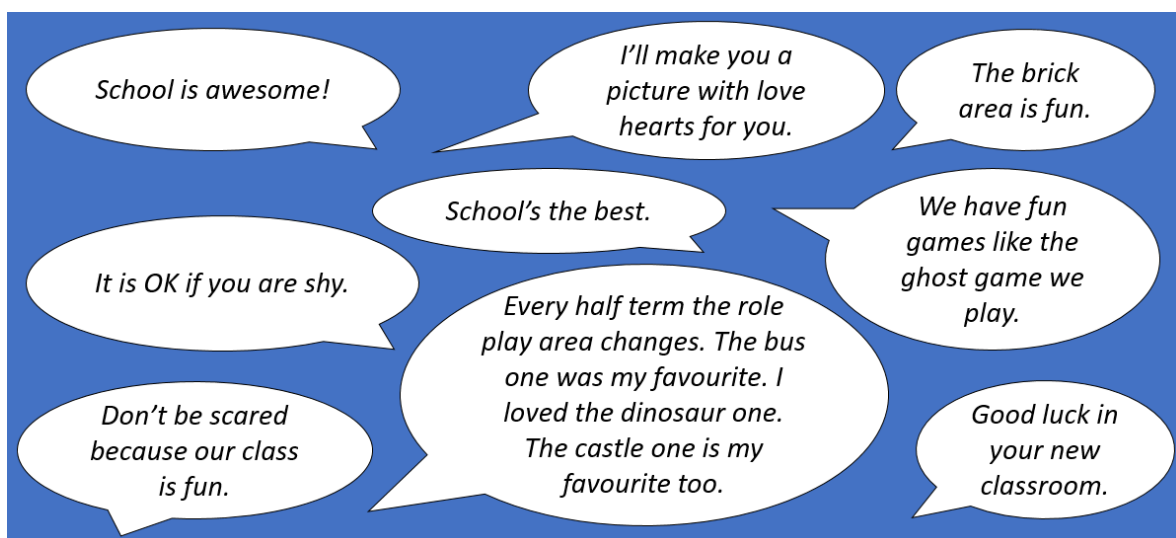 School is awesome!
I’ll make you a
picture with love
hearts for you.
The brick
area is fun.
School’s the best.
We have fun
games like the
ghost game we
play.
It is OK if you are shy.
Every half term the role
play area changes. The bus
one was my favourite. I
loved the dinosaur one.
The castle one is my
favourite too.
Don’t be scared
because our class
is fun.
Good luck in
your new
classroom.